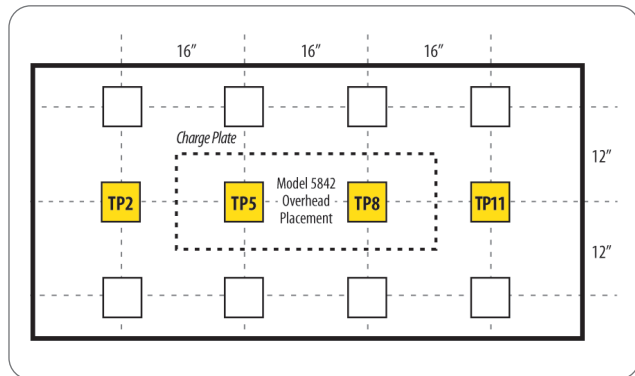 16” 16” 16”
Charge Plate
12”
Model 5842
Overhead
Placement
TP2 TP5 TP8 TP11
12”